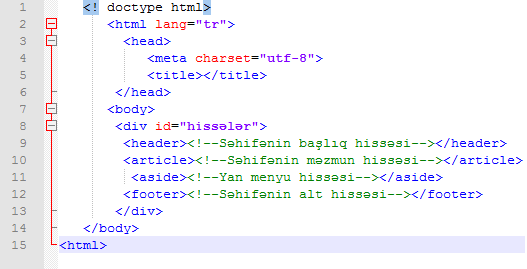 1 <! doctype html>
2 <html lang="tr">
3 <head>
4 <meta charset="utf-8">
5 <title></title>
6 </head>
7 <body>
8 <div id="hissələr">
9 <header><!--Səhifənin başlıq hissəsi--></header>
10 <article><!--Səhifənin məzmun hissəsi--></article>
11 <aside><!--Yan menyu hissəsi--></aside>
12 <footer><!--Səhifənin alt hissəsi--></footer>
13 </div>
14 </body>
15 <html>